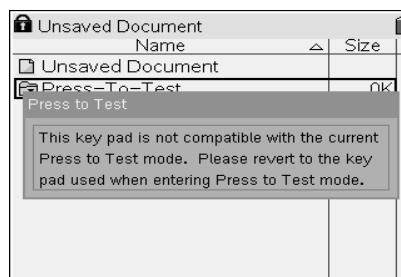 Unsaved Document
Name Size
Unsaved Document
Press-To-Test 0K
Press to Test
This key pad is not compatible with the current
Press to Test mode. Please revert to the key
pad used when entering Press to Test mode.